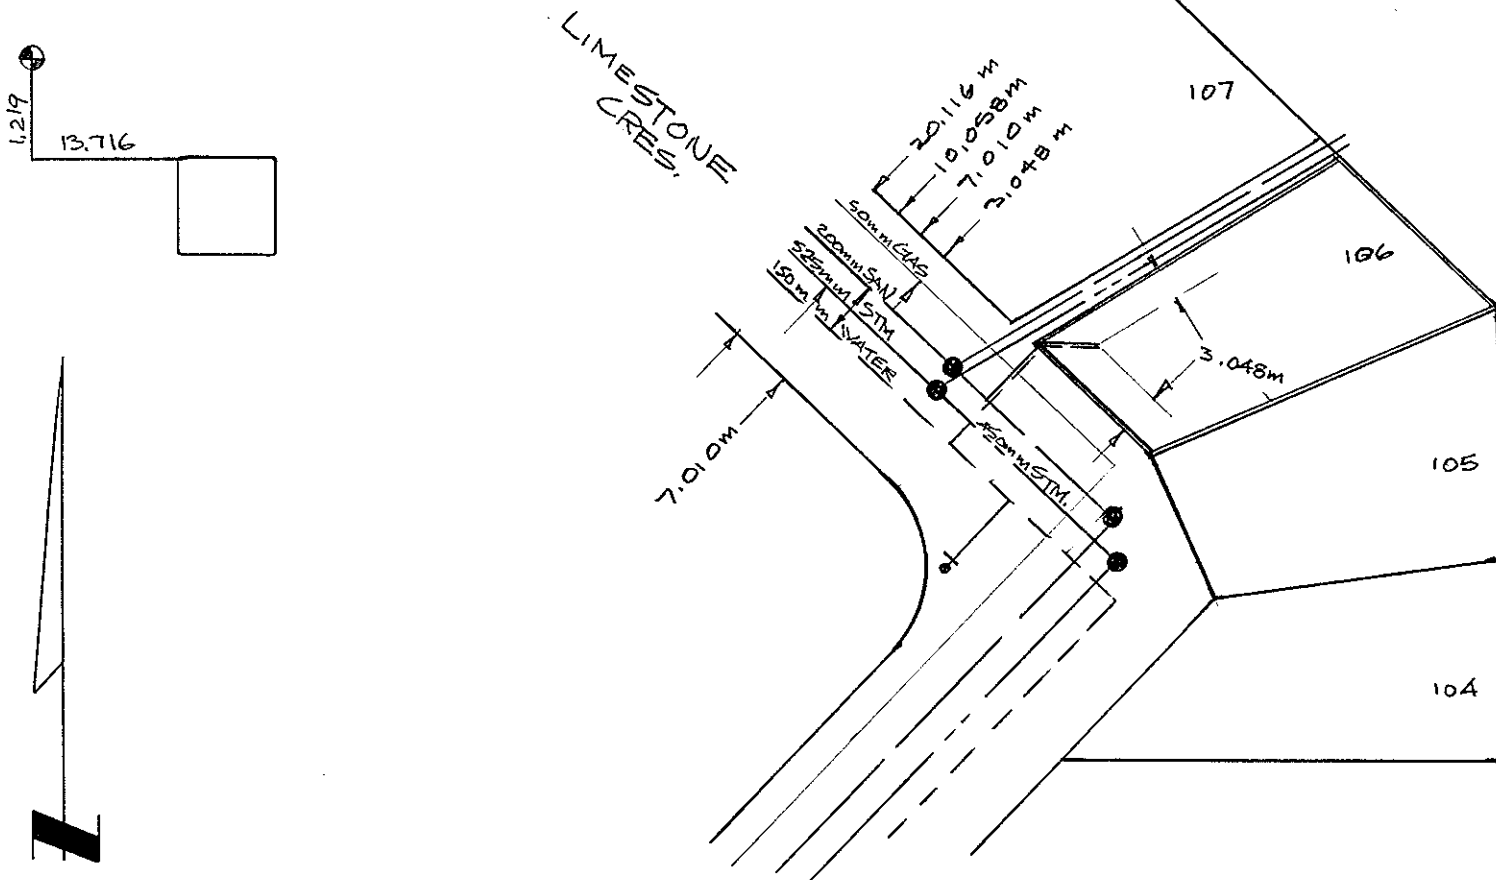 LIMESTONE
CRES.
1.219
13.716
107
20.116 m
10.058m
7.010m
3.048m
50mm GAS
200mm SAN
525mm STM
150mm WATER
106
3.048m
7.010m
STM.
105
104